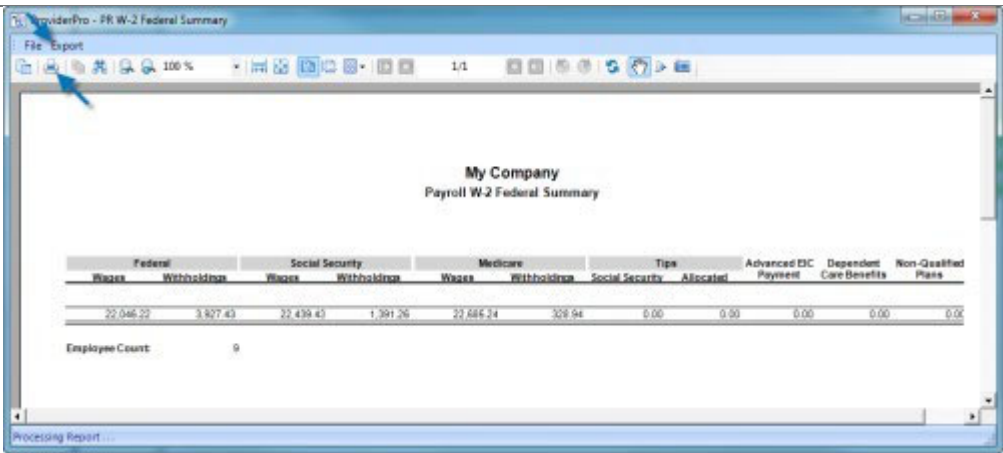 ProviderPro - PR W-2 Federal Summary
File Export
100 % 1/1
My Company
Payroll W-2 Federal Summary
Federal Social Security Medicare Tips Advanced EIC Dependent Non-Qualified
Wages Withholdings Wages Withholdings Wages Withholdings Social Security Allocated Payment Care Benefits Plans
22,046.22 3,927.43 22,439.43 1,391.26 22,685.24 328.94 0.00 0.00 0.00 0.00 0.00
Employee Count: 9
Processing Report ...